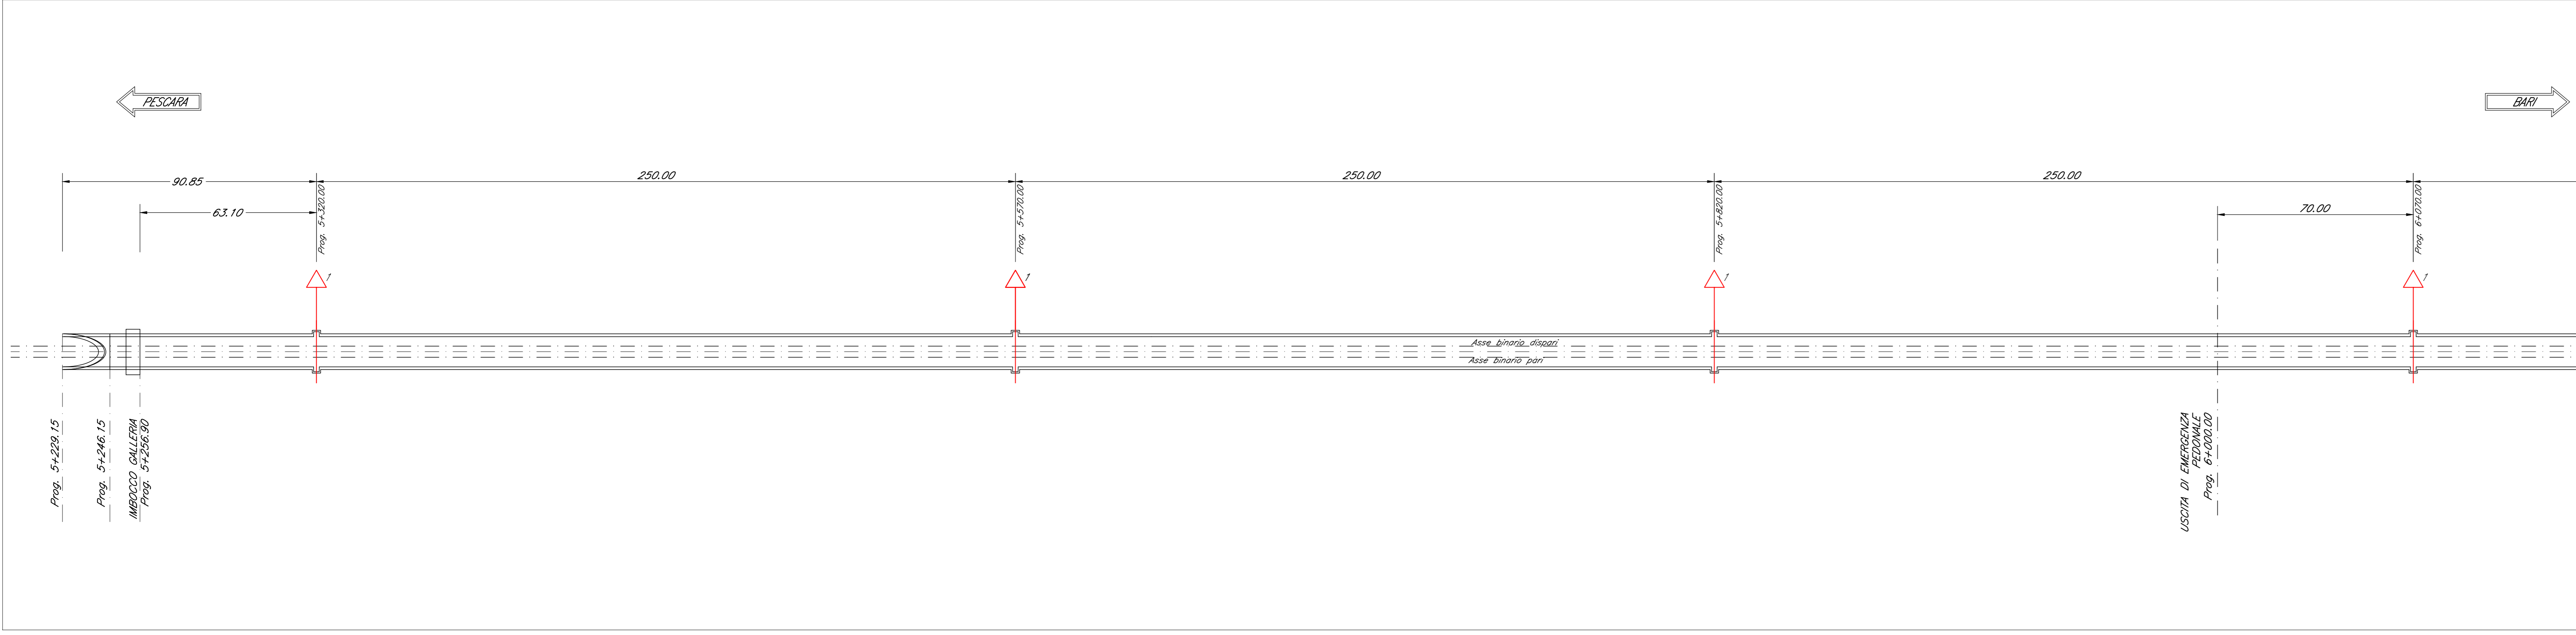 PESCARA
BARI
90.85
250.00
250.00
250.00
63.10
70.00
Prog. 5+320.00
Prog. 5+570.00
Prog. 5+820.00
Prog. 6+070.00
1
1
1
1
Asse binario dispari
Asse binario pari
Prog. 5+229.15
Prog. 5+246.15
IMBOCCO GALLERIA
Prog. 5+256.90
USCITA DI EMERGENZA
PEDONALE
Prog. 6+000.00